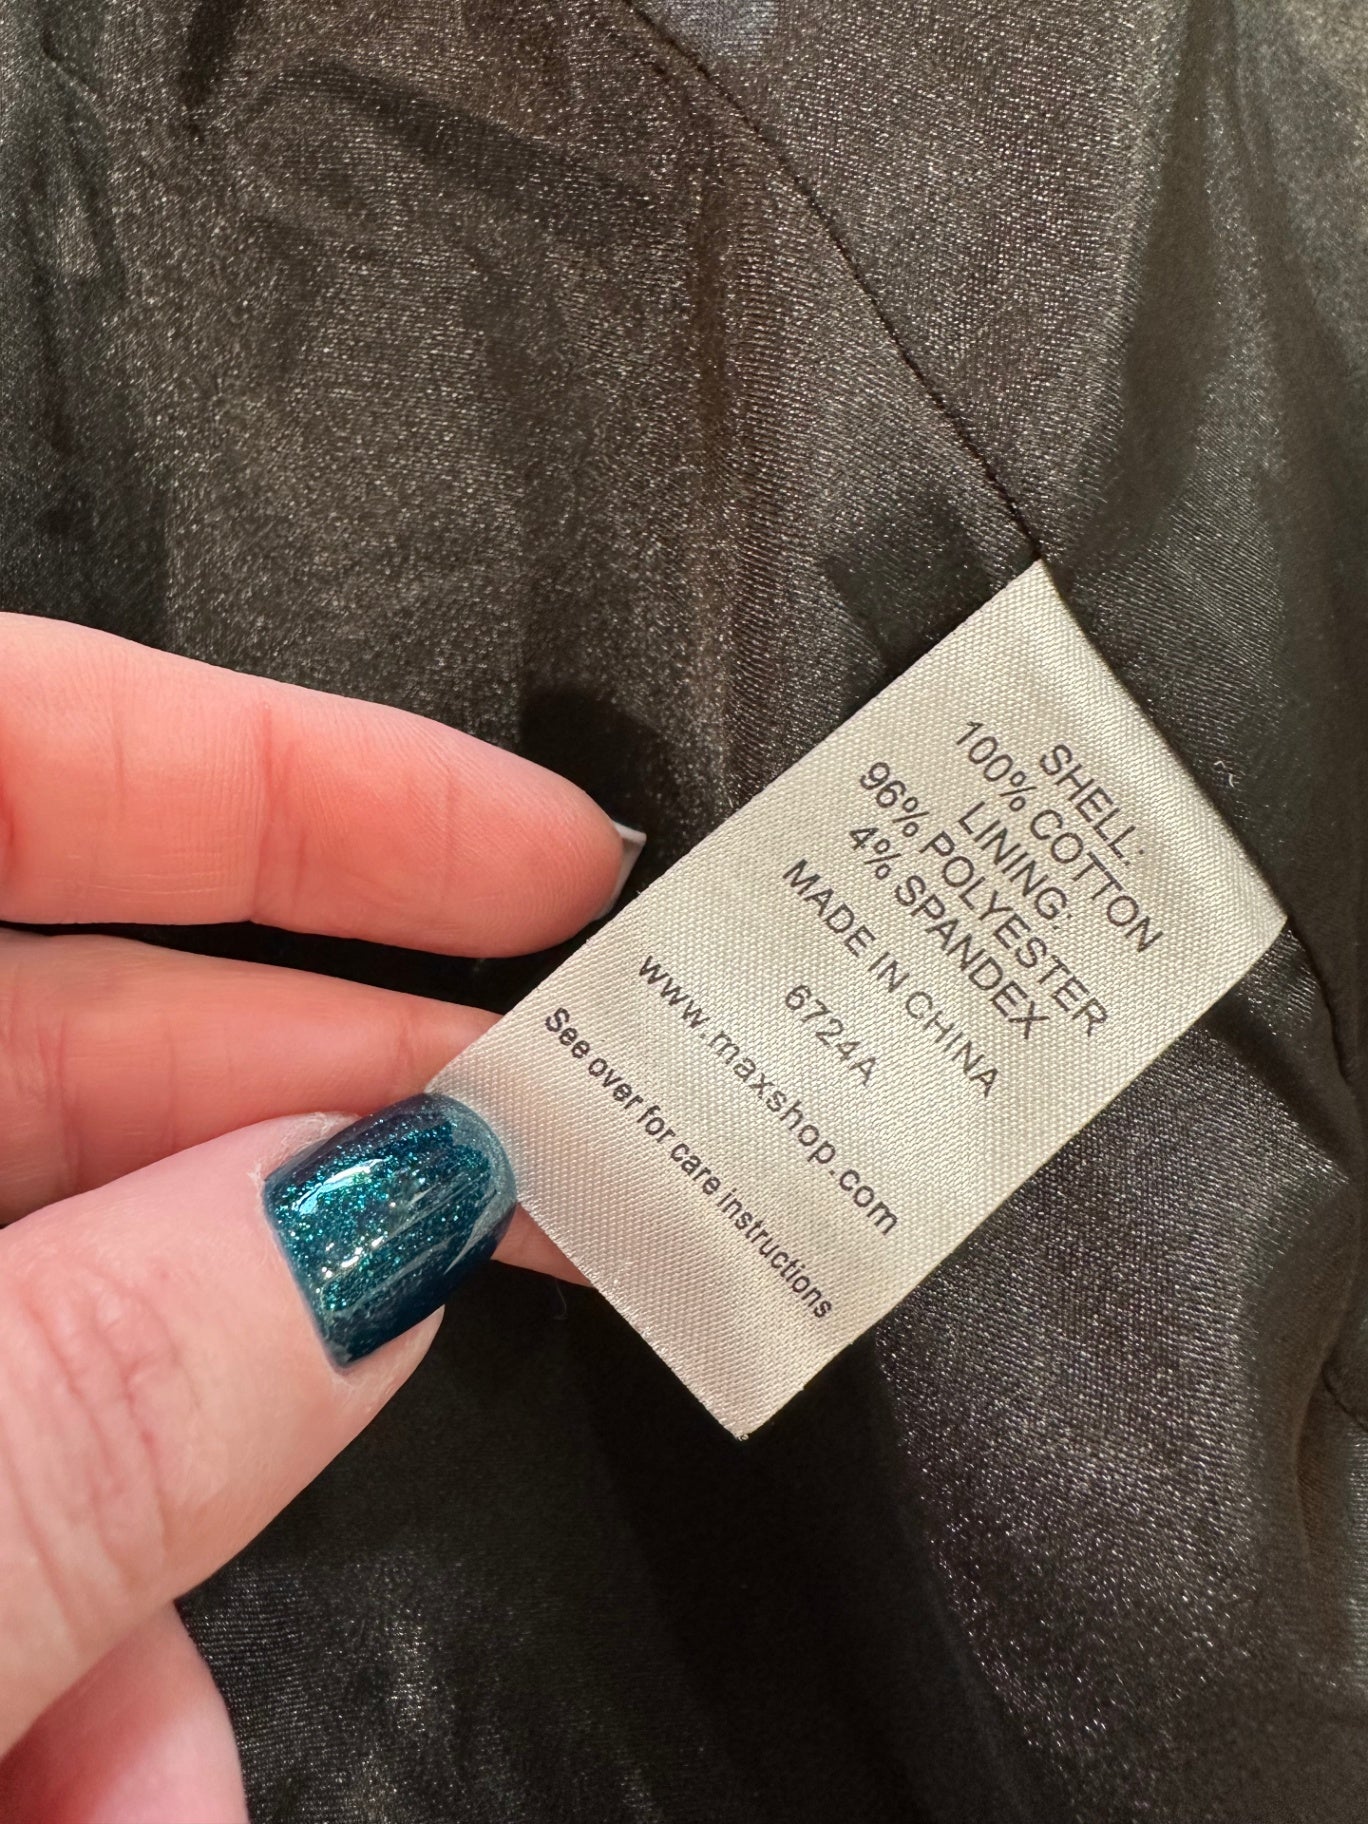 SHELL:
100% COTTON
LINING:
96% POLYESTER
4% SPANDEX
MADE IN CHINA
6724A
www.maxshop.com
See over for care instructions